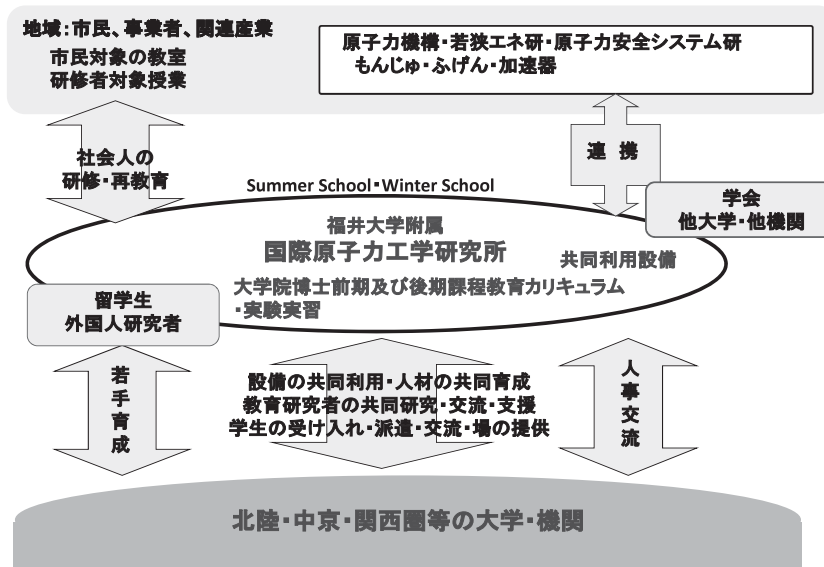 地域：市民、事業者、関連産業
市民対象の教室
研修者対象授業
原子力機構・若狭エネ研・原子力安全システム研
もんじゅ・ふげん・加速器
社会人の
研修・再教育
連 携
Summer School・Winter School
学会
他大学・他機関
福井大学附属
国際原子力工学研究所
共同利用設備
大学院博士前期及び後期課程教育カリキュラム
・実験実習
留学生
外国人研究者
若手育成
設備の共同利用・人材の共同育成
教育研究者の共同研究・交流・支援
学生の受け入れ・派遣・交流・場の提供
人事交流
北陸・中京・関西圏等の大学・機関